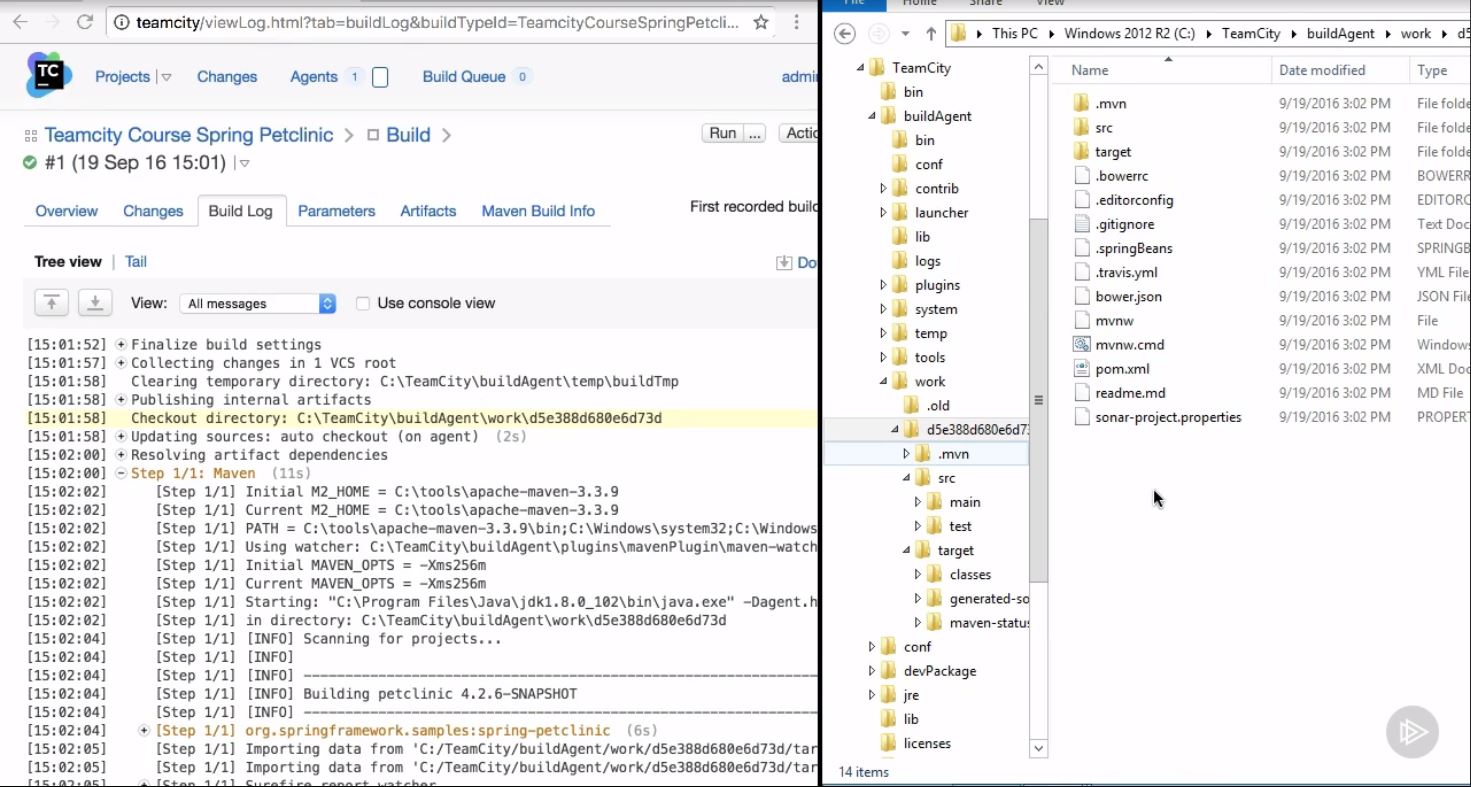 teamcity/viewLog.html?tab=buildLog&buildTypeId=TeamcityCourseSpringPetcli...
TC
Projects
Changes
Agents 1
Build Queue 0
admin
Teamcity Course Spring Petclinic
Build
Run ...
Actio
#1 (19 Sep 16 15:01)
Overview
Changes
Build Log
Parameters
Artifacts
Maven Build Info
First recorded build
Tree view | Tail
Do
View: All messages
Use console view
[15:01:52] Finalize build settings
[15:01:57] Collecting changes in 1 VCS root
[15:01:58] Clearing temporary directory: C:\TeamCity\buildAgent\temp\buildTmp
[15:01:58] Publishing internal artifacts
[15:01:58] Checkout directory: C:\TeamCity\buildAgent\work\d5e388d680e6d73d
[15:01:58] Updating sources: auto checkout (on agent) (2s)
[15:02:00] Resolving artifact dependencies
[15:02:00] Step 1/1: Maven (11s)
[15:02:02] [Step 1/1] Initial M2_HOME = C:\tools\apache-maven-3.3.9
[15:02:02] [Step 1/1] Current M2_HOME = C:\tools\apache-maven-3.3.9
[15:02:02] [Step 1/1] PATH = C:\tools\apache-maven-3.3.9\bin;C:\Windows\system32;C:\Windows
[15:02:02] [Step 1/1] Using watcher: C:\TeamCity\buildAgent\plugins\mavenPlugin\maven-watch
[15:02:02] [Step 1/1] Initial MAVEN_OPTS = -Xms256m
[15:02:02] [Step 1/1] Current MAVEN_OPTS = -Xms256m
[15:02:02] [Step 1/1] Starting: "C:\Program Files\Java\jdk1.8.0_102\bin\java.exe" -Dagent.h
[15:02:02] [Step 1/1] in directory: C:\TeamCity\buildAgent\work\d5e388d680e6d73d
[15:02:04] [Step 1/1] [INFO] Scanning for projects...
[15:02:04] [Step 1/1] [INFO]
[15:02:04] [Step 1/1] [INFO] ------------------------------------------------------------------------
[15:02:04] [Step 1/1] [INFO] Building petclinic 4.2.6-SNAPSHOT
[15:02:04] [Step 1/1] [INFO] ------------------------------------------------------------------------
[15:02:04] [Step 1/1] org.springframework.samples:spring-petclinic (6s)
[15:02:05] [Step 1/1] Importing data from 'C:/TeamCity/buildAgent/work/d5e388d680e6d73d/tar
[15:02:05] [Step 1/1] Importing data from 'C:/TeamCity/buildAgent/work/d5e388d680e6d73d/tar
[15:02:05] [Step 1/1] Surefire report watcher
File
Home
Share
View
This PC
Windows 2012 R2 (C:)
TeamCity
buildAgent
work
d5
TeamCity
bin
buildAgent
bin
conf
contrib
launcher
lib
logs
plugins
system
temp
tools
work
.old
d5e388d680e6d73
.mvn
src
main
test
target
classes
generated-so
maven-status
conf
devPackage
jre
lib
licenses
Name Date modified Type
.mvn 9/19/2016 3:02 PM File folde
src 9/19/2016 3:02 PM File folde
target 9/19/2016 3:02 PM File folde
.bowerrc 9/19/2016 3:02 PM BOWERR
.editorconfig 9/19/2016 3:02 PM EDITORC
.gitignore 9/19/2016 3:02 PM Text Doc
.springBeans 9/19/2016 3:02 PM SPRINGB
.travis.yml 9/19/2016 3:02 PM YML File
bower.json 9/19/2016 3:02 PM JSON File
mvnw 9/19/2016 3:02 PM File
mvnw.cmd 9/19/2016 3:02 PM Windows
pom.xml 9/19/2016 3:02 PM XML Doc
readme.md 9/19/2016 3:02 PM MD File
sonar-project.properties 9/19/2016 3:02 PM PROPERT
14 items